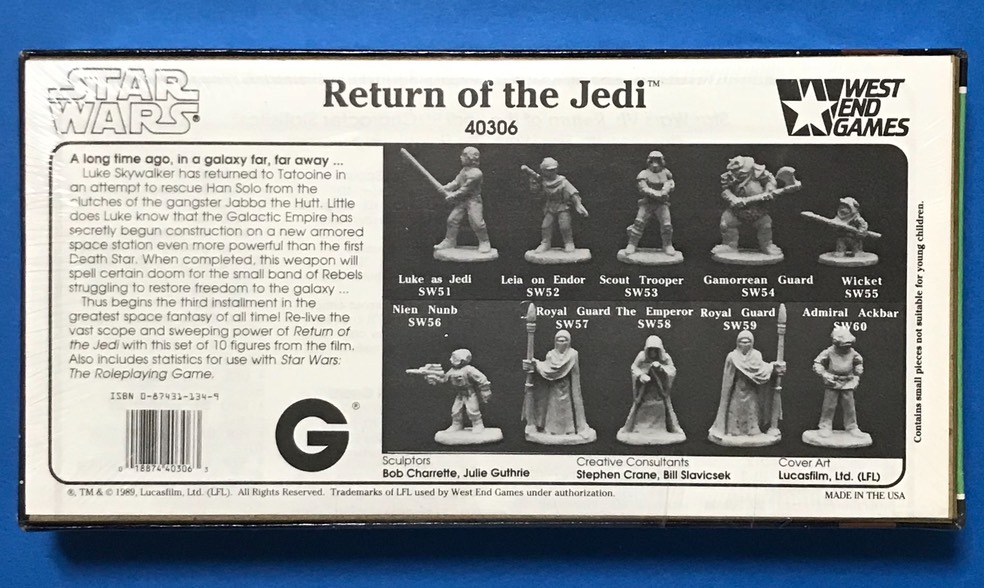 STAR WARS®
Return of the Jedi™
40306
WEST
END
GAMES
A long time ago, in a galaxy far, far away ...
Luke Skywalker has returned to Tatooine in
an attempt to rescue Han Solo from the
clutches of the gangster Jabba the Hutt. Little
does Luke know that the Galactic Empire has
secretly begun construction on a new armored
space station even more powerful than the first
Death Star. When completed, this weapon will
spell certain doom for the small band of Rebels
struggling to restore freedom to the galaxy ...
Thus begins the third installment in the
greatest space fantasy of all time! Re-live the
vast scope and sweeping power of Return of
the Jedi with this set of 10 figures from the film.
Also includes statistics for use with Star Wars:
The Roleplaying Game.
ISBN 0-87431-134-9
0 18874 40306 3
G®
Luke as Jedi
SW51
Leia on Endor
SW52
Scout Trooper
SW53
Gamorrean Guard
SW54
Wicket
SW55
Nien Nunb
SW56
Royal Guard
SW57
The Emperor
SW58
Royal Guard
SW59
Admiral Ackbar
SW60
Contains small pieces not suitable for young children.
Sculptors
Bob Charrette, Julie Guthrie
Creative Consultants
Stephen Crane, Bill Slavicsek
Cover Art
Lucasfilm, Ltd. (LFL)
®, TM & © 1989, Lucasfilm, Ltd. (LFL). All Rights Reserved. Trademarks of LFL used by West End Games under authorization.
MADE IN THE USA